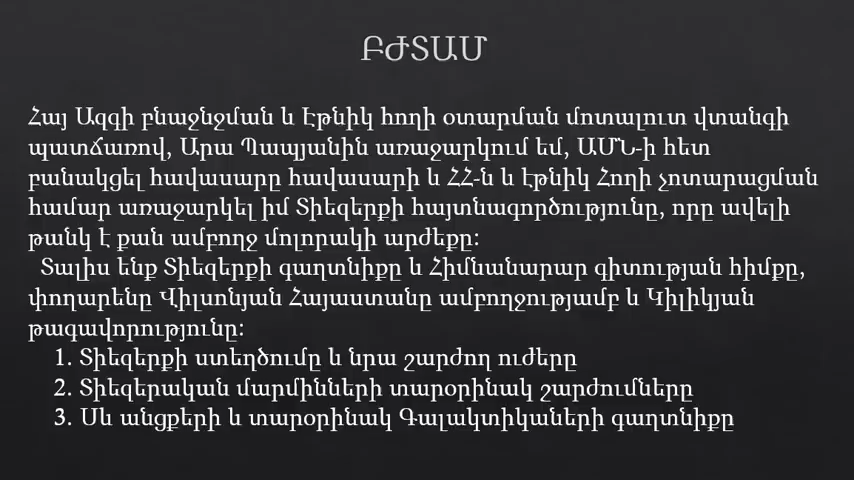 ԲԺՏԱՄ
Հայ Ազգի բնաջնջման և Էթնիկ հողի օտարման մոտալուտ վտանգի
պատճառով, Արա Պապյանին առաջարկում եմ, ԱՄՆ-ի հետ
բանակցել հավասարը հավասարի և ՀՀ-ն և Էթնիկ Հողի չոտարացման
համար առաջարկել իմ Տիեզերքի հայտնագործությունը, որը ավելի
թանկ է քան ամբողջ մոլորակի արժեքը:
Տալիս ենք Տիեզերքի գաղտնիքը և Հիմնանարար գիտության հիմքը,
փողարենը Վիլսոնյան Հայաստանը ամբողջությամբ և Կիլիկյան
թագավորությունը:
1. Տիեզերքի ստեղծումը և նրա շարժող ուժերը
2. Տիեզերական մարմինների տարօրինակ շարժումները
3. Սև անցքերի և տարօրինակ Գալակտիկաների գաղտնիքը